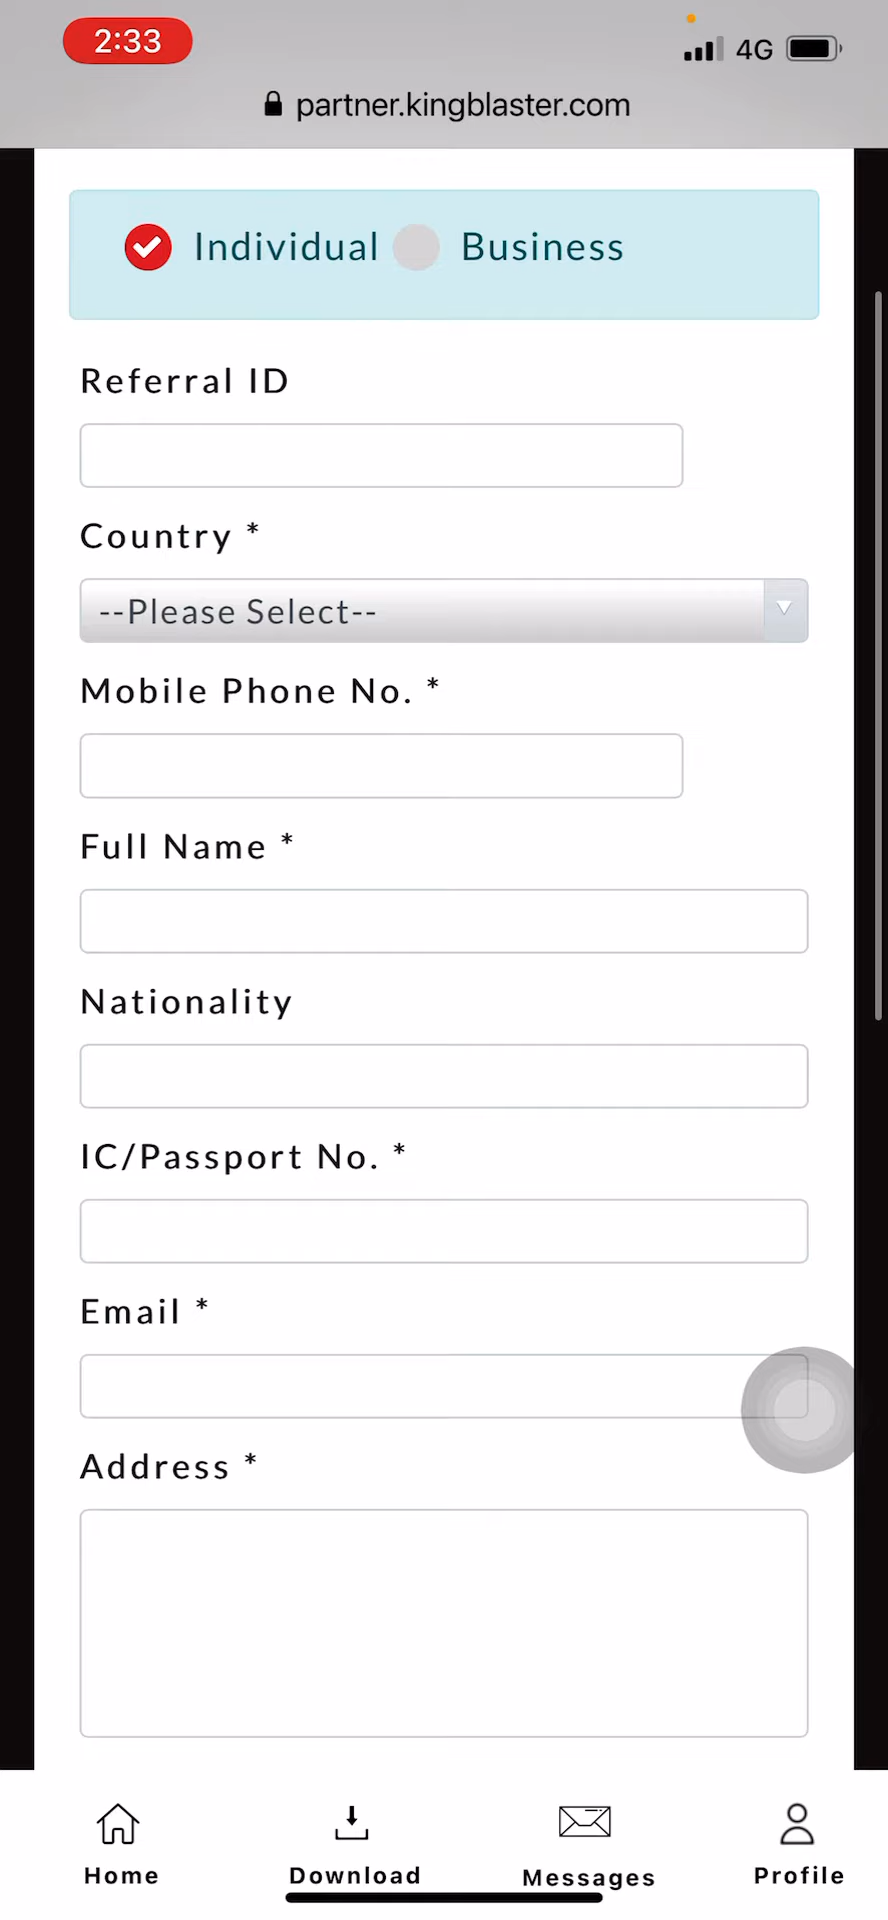 2:33
4G
partner.kingblaster.com
Individual Business
Referral ID
Country *
--Please Select--
Mobile Phone No. *
Full Name *
Nationality
IC/Passport No. *
Email *
Address *
Home Download Messages Profile